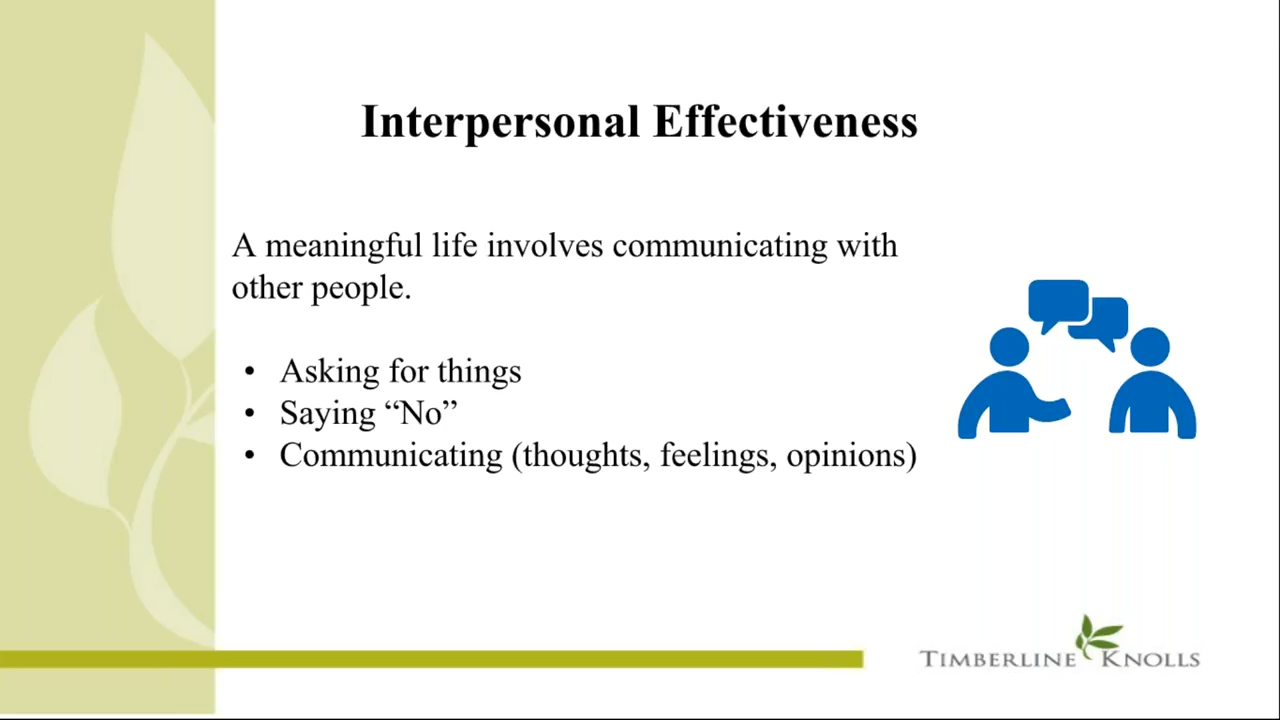 Interpersonal Effectiveness
A meaningful life involves communicating with
other people.
• Asking for things
• Saying “No”
• Communicating (thoughts, feelings, opinions)
TIMBERLINE KNOLLS